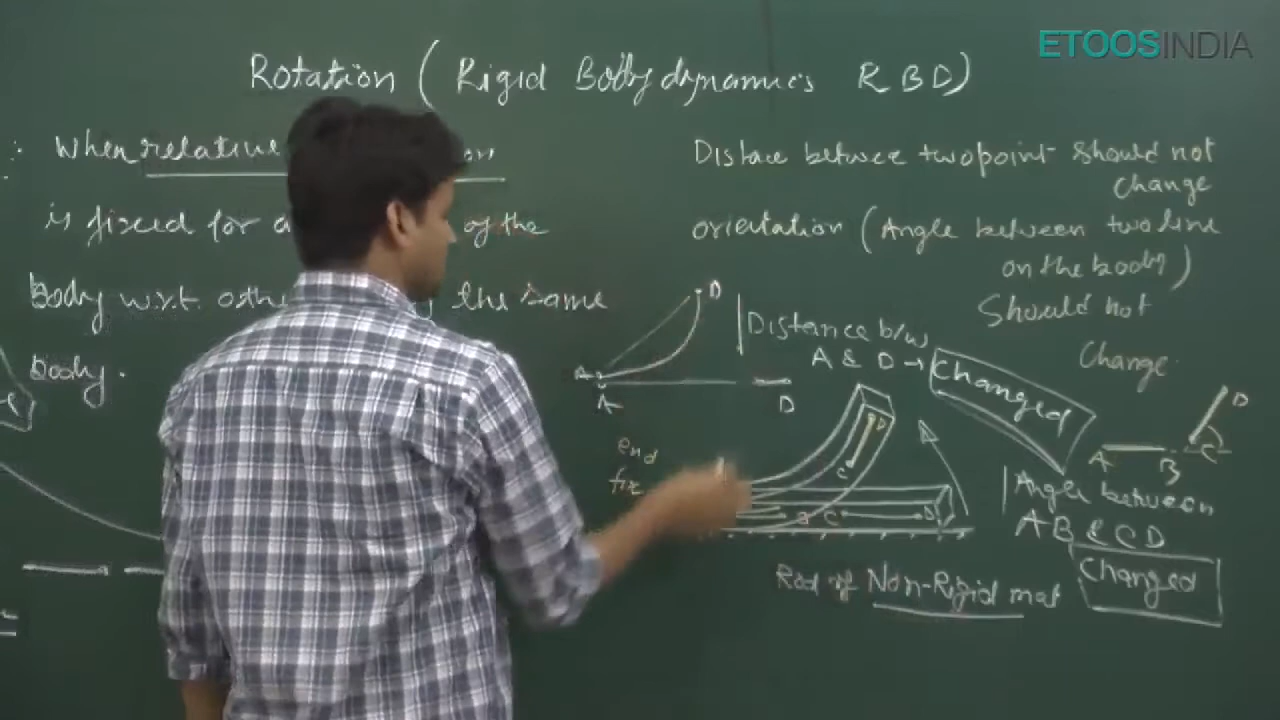 ETOOSINDIA
Rotation ( Rigid Body dynamics RBD)
: When relative
is fixed for a of the
body w.r.t. othe the same
body.
Distace betwee two point should not
change
orientation (Angle between two line
on the body)
Should not
Change.
D
A
A D
Distance b/w
A & D → Changed
end
fix
D
C
B C D
A B C D
Angle between
AB & CD
Changed
Rod of Non-Rigid mat